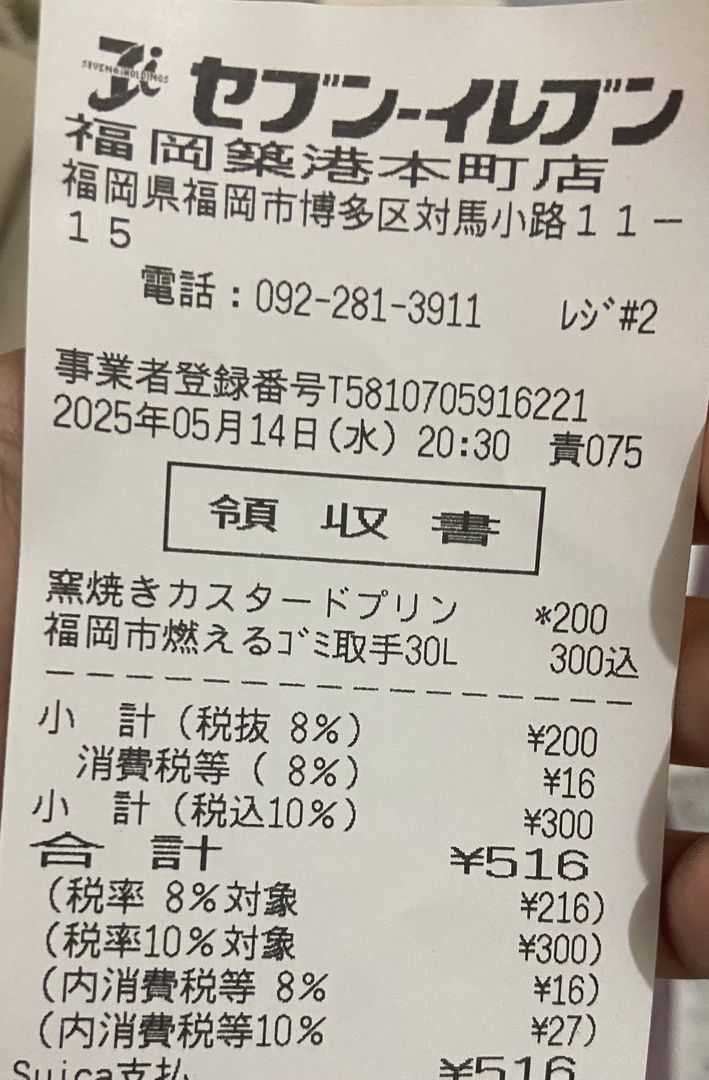 SEVEN&i HOLDINGS
セブン-イレブン
福岡築港本町店
福岡県福岡市博多区対馬小路11-
15
電話:092-281-3911 レジ#2
事業者登録番号T5810705916221
2025年05月14日(水) 20:30 責075
領収書
窯焼きカスタードプリン *200
福岡市燃えるゴミ取手30L 300込
小 計(税抜 8%) ¥200
消費税等( 8%) ¥16
小 計(税込10%) ¥300
合 計 ¥516
(税率 8%対象 ¥216)
(税率10%対象 ¥300)
(内消費税等 8% ¥16)
(内消費税等10% ¥27)
Suica支払 ¥516